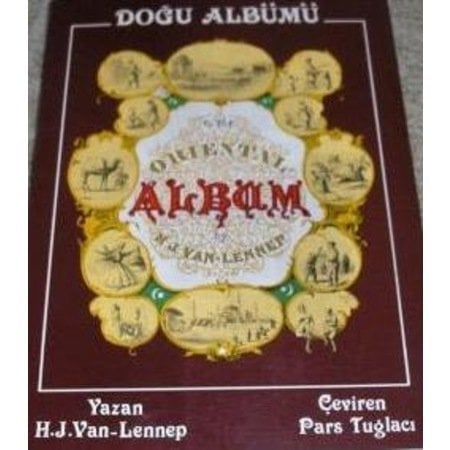 DOĞU ALBÜMÜ
THE
ORIENTAL
ALBUM
BY
H.J.VAN-LENNEP
Yazan
H.J.Van-Lennep
Çeviren
Pars Tuğlacı